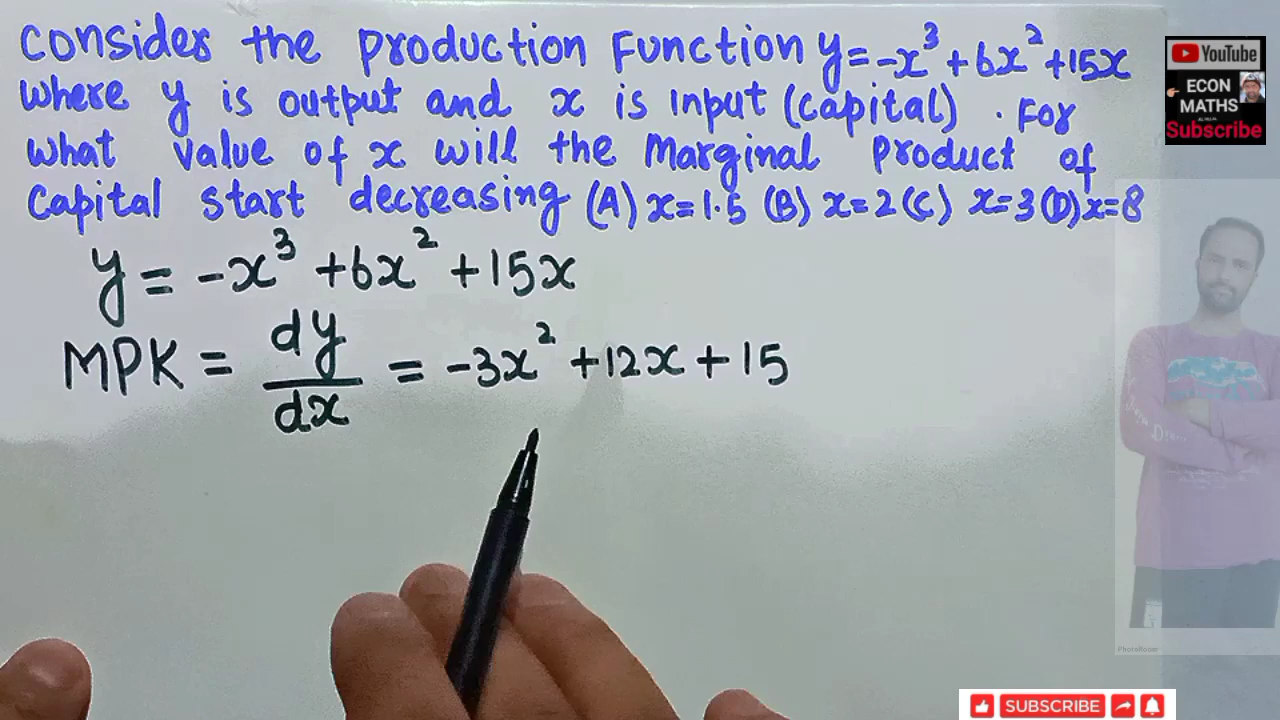 Consider the production Function y=-x³+6x²+15x
where y is output and x is input (capital). For
what value of x will the Marginal product of
Capital start decreasing (A) x=1.5 (B) x=2 (C) x=3 (D) x=8
y = -x³ +6x² +15x
MPK = dy/dx = -3x² +12x +15
YouTube
ECON
MATHS
Subscribe
PhotoRoom
SUBSCRIBE